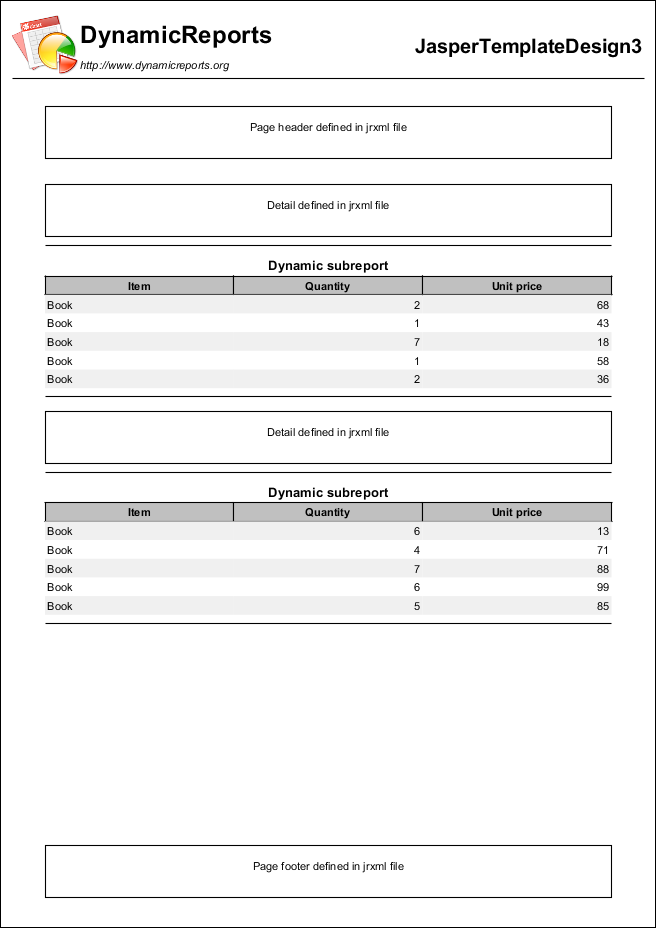 DynamicReports
http://www.dynamicreports.org
JasperTemplateDesign3
Page header defined in jrxml file
Detail defined in jrxml file
Dynamic subreport
Item Quantity Unit price
Book 2 68
Book 1 43
Book 7 18
Book 1 58
Book 2 36
Detail defined in jrxml file
Dynamic subreport
Item Quantity Unit price
Book 6 13
Book 4 71
Book 7 88
Book 6 99
Book 5 85
Page footer defined in jrxml file